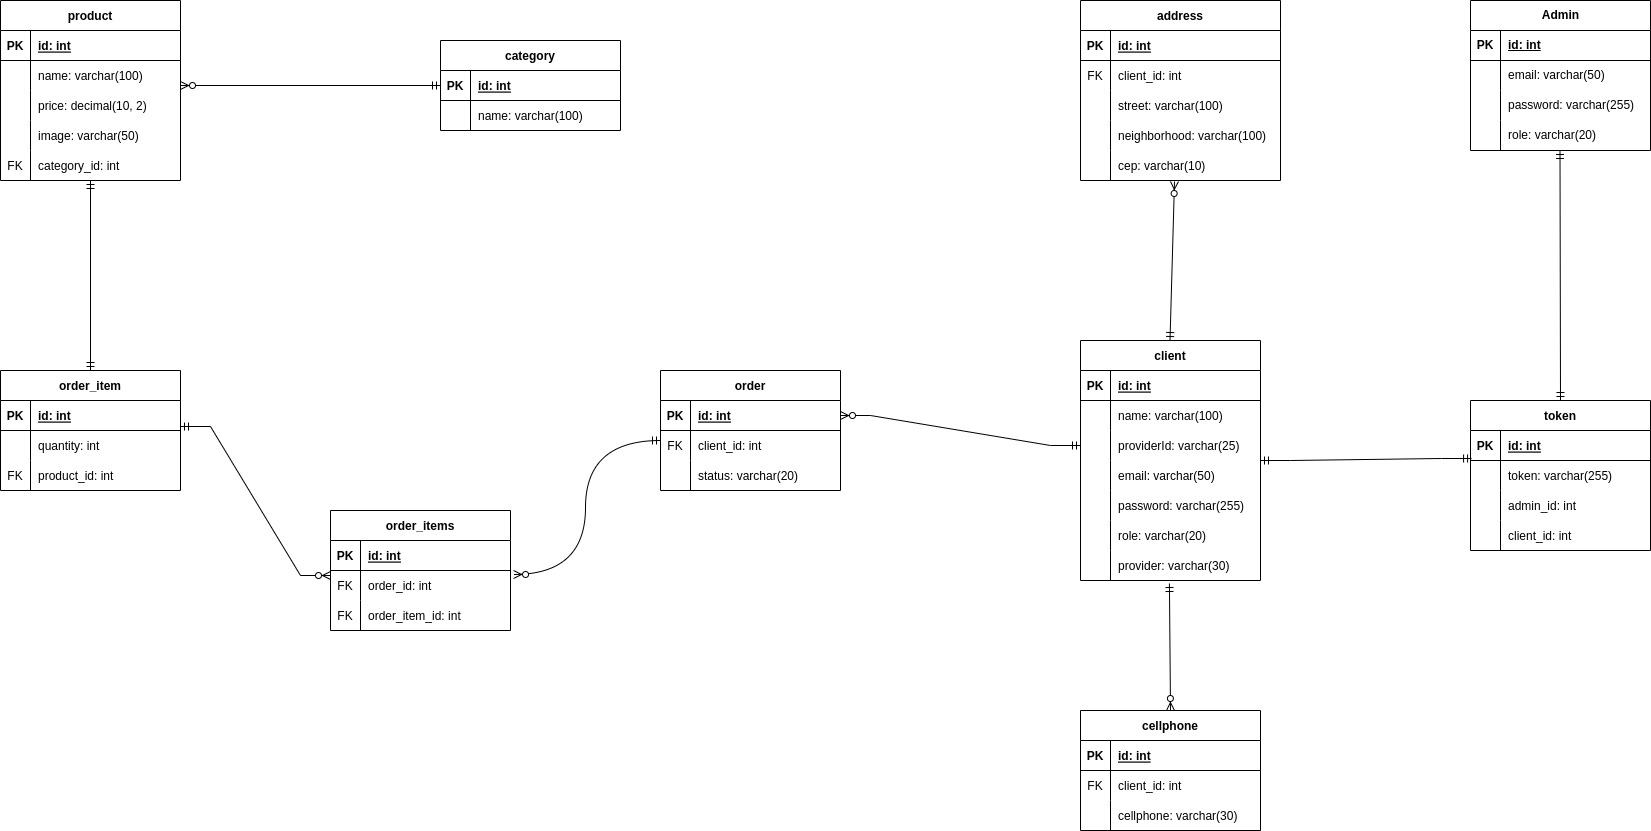 product
PK id: int
name: varchar(100)
price: decimal(10, 2)
image: varchar(50)
FK category_id: int
category
PK id: int
name: varchar(100)
address
PK id: int
FK client_id: int
street: varchar(100)
neighborhood: varchar(100)
cep: varchar(10)
Admin
PK id: int
email: varchar(50)
password: varchar(255)
role: varchar(20)
order_item
PK id: int
quantity: int
FK product_id: int
order_items
PK id: int
FK order_id: int
FK order_item_id: int
order
PK id: int
FK client_id: int
status: varchar(20)
client
PK id: int
name: varchar(100)
providerId: varchar(25)
email: varchar(50)
password: varchar(255)
role: varchar(20)
provider: varchar(30)
token
PK id: int
token: varchar(255)
admin_id: int
client_id: int
cellphone
PK id: int
FK client_id: int
cellphone: varchar(30)